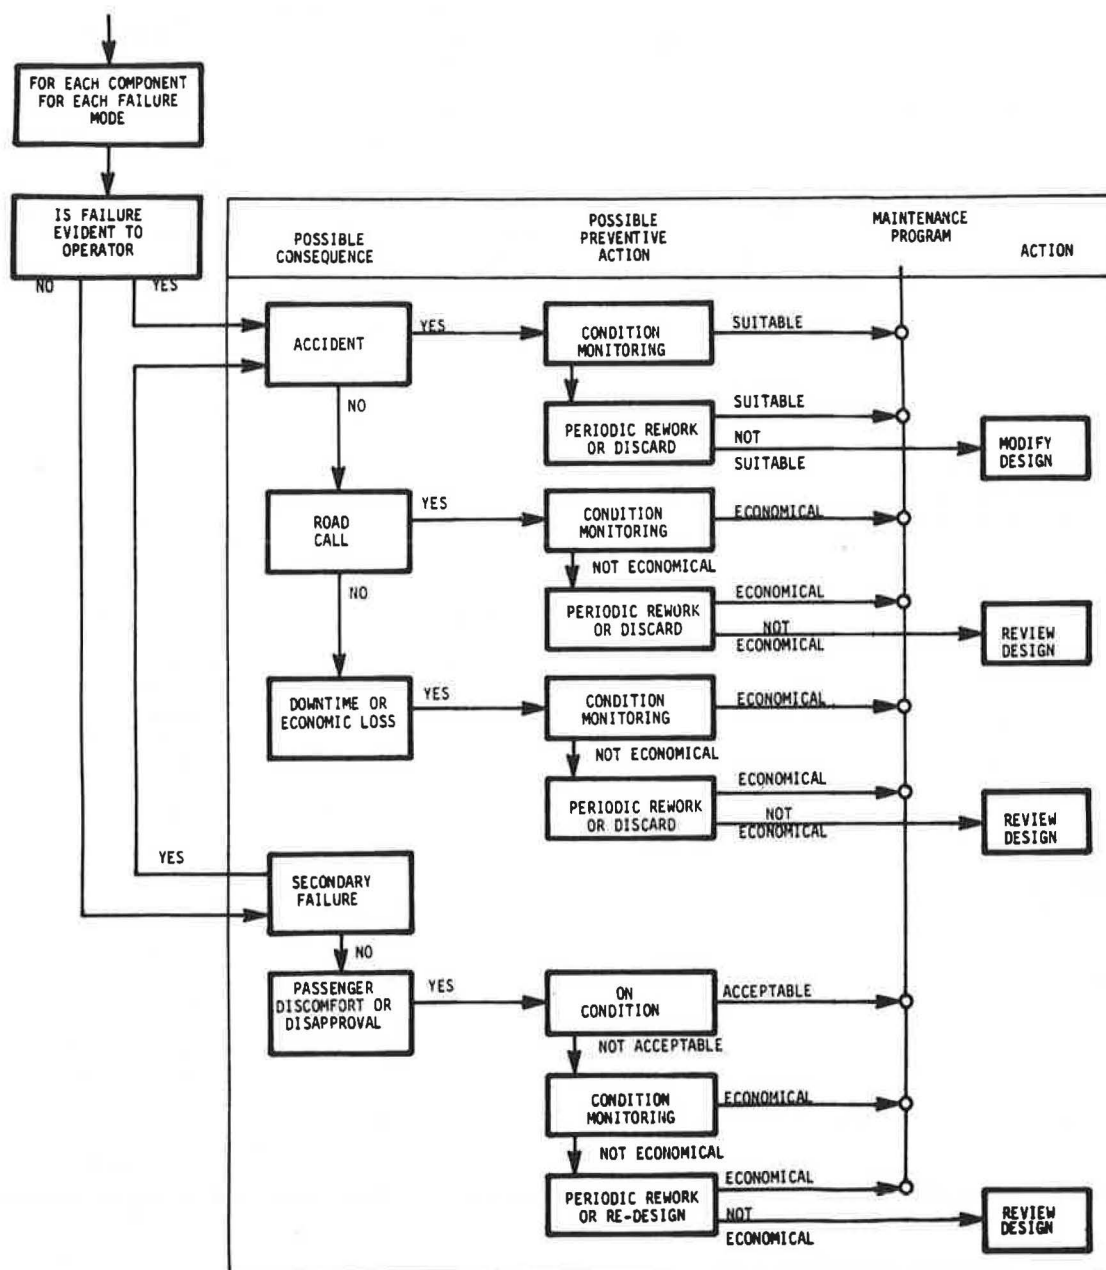 FOR EACH COMPONENT
FOR EACH FAILURE
MODE
IS FAILURE
EVIDENT TO
OPERATOR
NO
YES
POSSIBLE
CONSEQUENCE
POSSIBLE
PREVENTIVE
ACTION
MAINTENANCE
PROGRAM
ACTION
ACCIDENT
YES
CONDITION
MONITORING
SUITABLE
NO
PERIODIC REWORK
OR DISCARD
SUITABLE
NOT
SUITABLE
MODIFY
DESIGN
ROAD
CALL
YES
CONDITION
MONITORING
ECONOMICAL
NOT ECONOMICAL
NO
PERIODIC REWORK
OR DISCARD
ECONOMICAL
NOT
ECONOMICAL
REVIEW
DESIGN
DOWNTIME OR
ECONOMIC LOSS
YES
CONDITION
MONITORING
ECONOMICAL
NOT ECONOMICAL
PERIODIC REWORK
OR DISCARD
ECONOMICAL
NOT
ECONOMICAL
REVIEW
DESIGN
YES
SECONDARY
FAILURE
NO
PASSENGER
DISCOMFORT OR
DISAPPROVAL
YES
ON
CONDITION
ACCEPTABLE
NOT ACCEPTABLE
CONDITION
MONITORING
ECONOMICAL
NOT ECONOMICAL
PERIODIC REWORK
OR RE-DESIGN
ECONOMICAL
NOT
ECONOMICAL
REVIEW
DESIGN